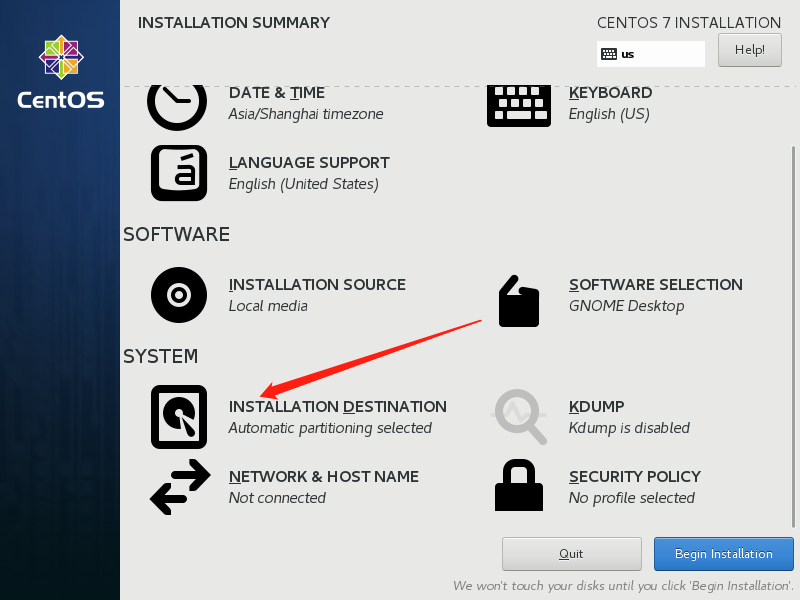 INSTALLATION SUMMARY
CENTOS 7 INSTALLATION
us
Help!
CentOS
DATE & TIME
Asia/Shanghai timezone
KEYBOARD
English (US)
LANGUAGE SUPPORT
English (United States)
SOFTWARE
INSTALLATION SOURCE
Local media
SOFTWARE SELECTION
GNOME Desktop
SYSTEM
INSTALLATION DESTINATION
Automatic partitioning selected
KDUMP
Kdump is disabled
NETWORK & HOST NAME
Not connected
SECURITY POLICY
No profile selected
Quit
Begin Installation
We won't touch your disks until you click 'Begin Installation'.